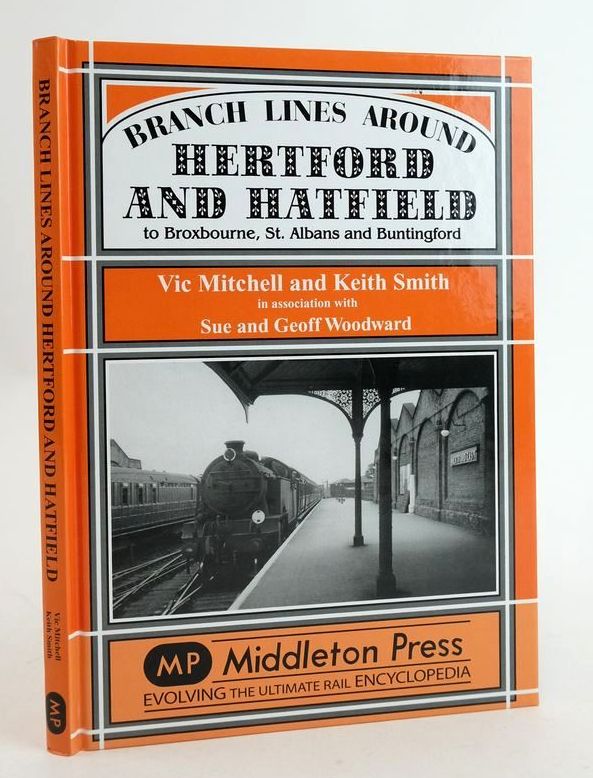 BRANCH LINES AROUND
HERTFORD
AND HATFIELD
to Broxbourne, St. Albans and Buntingford
Vic Mitchell and Keith Smith
in association with
Sue and Geoff Woodward
MP Middleton Press
EVOLVING THE ULTIMATE RAIL ENCYCLOPEDIA
BRANCH LINES AROUND HERTFORD AND HATFIELD
Vic Mitchell
Keith Smith
MP